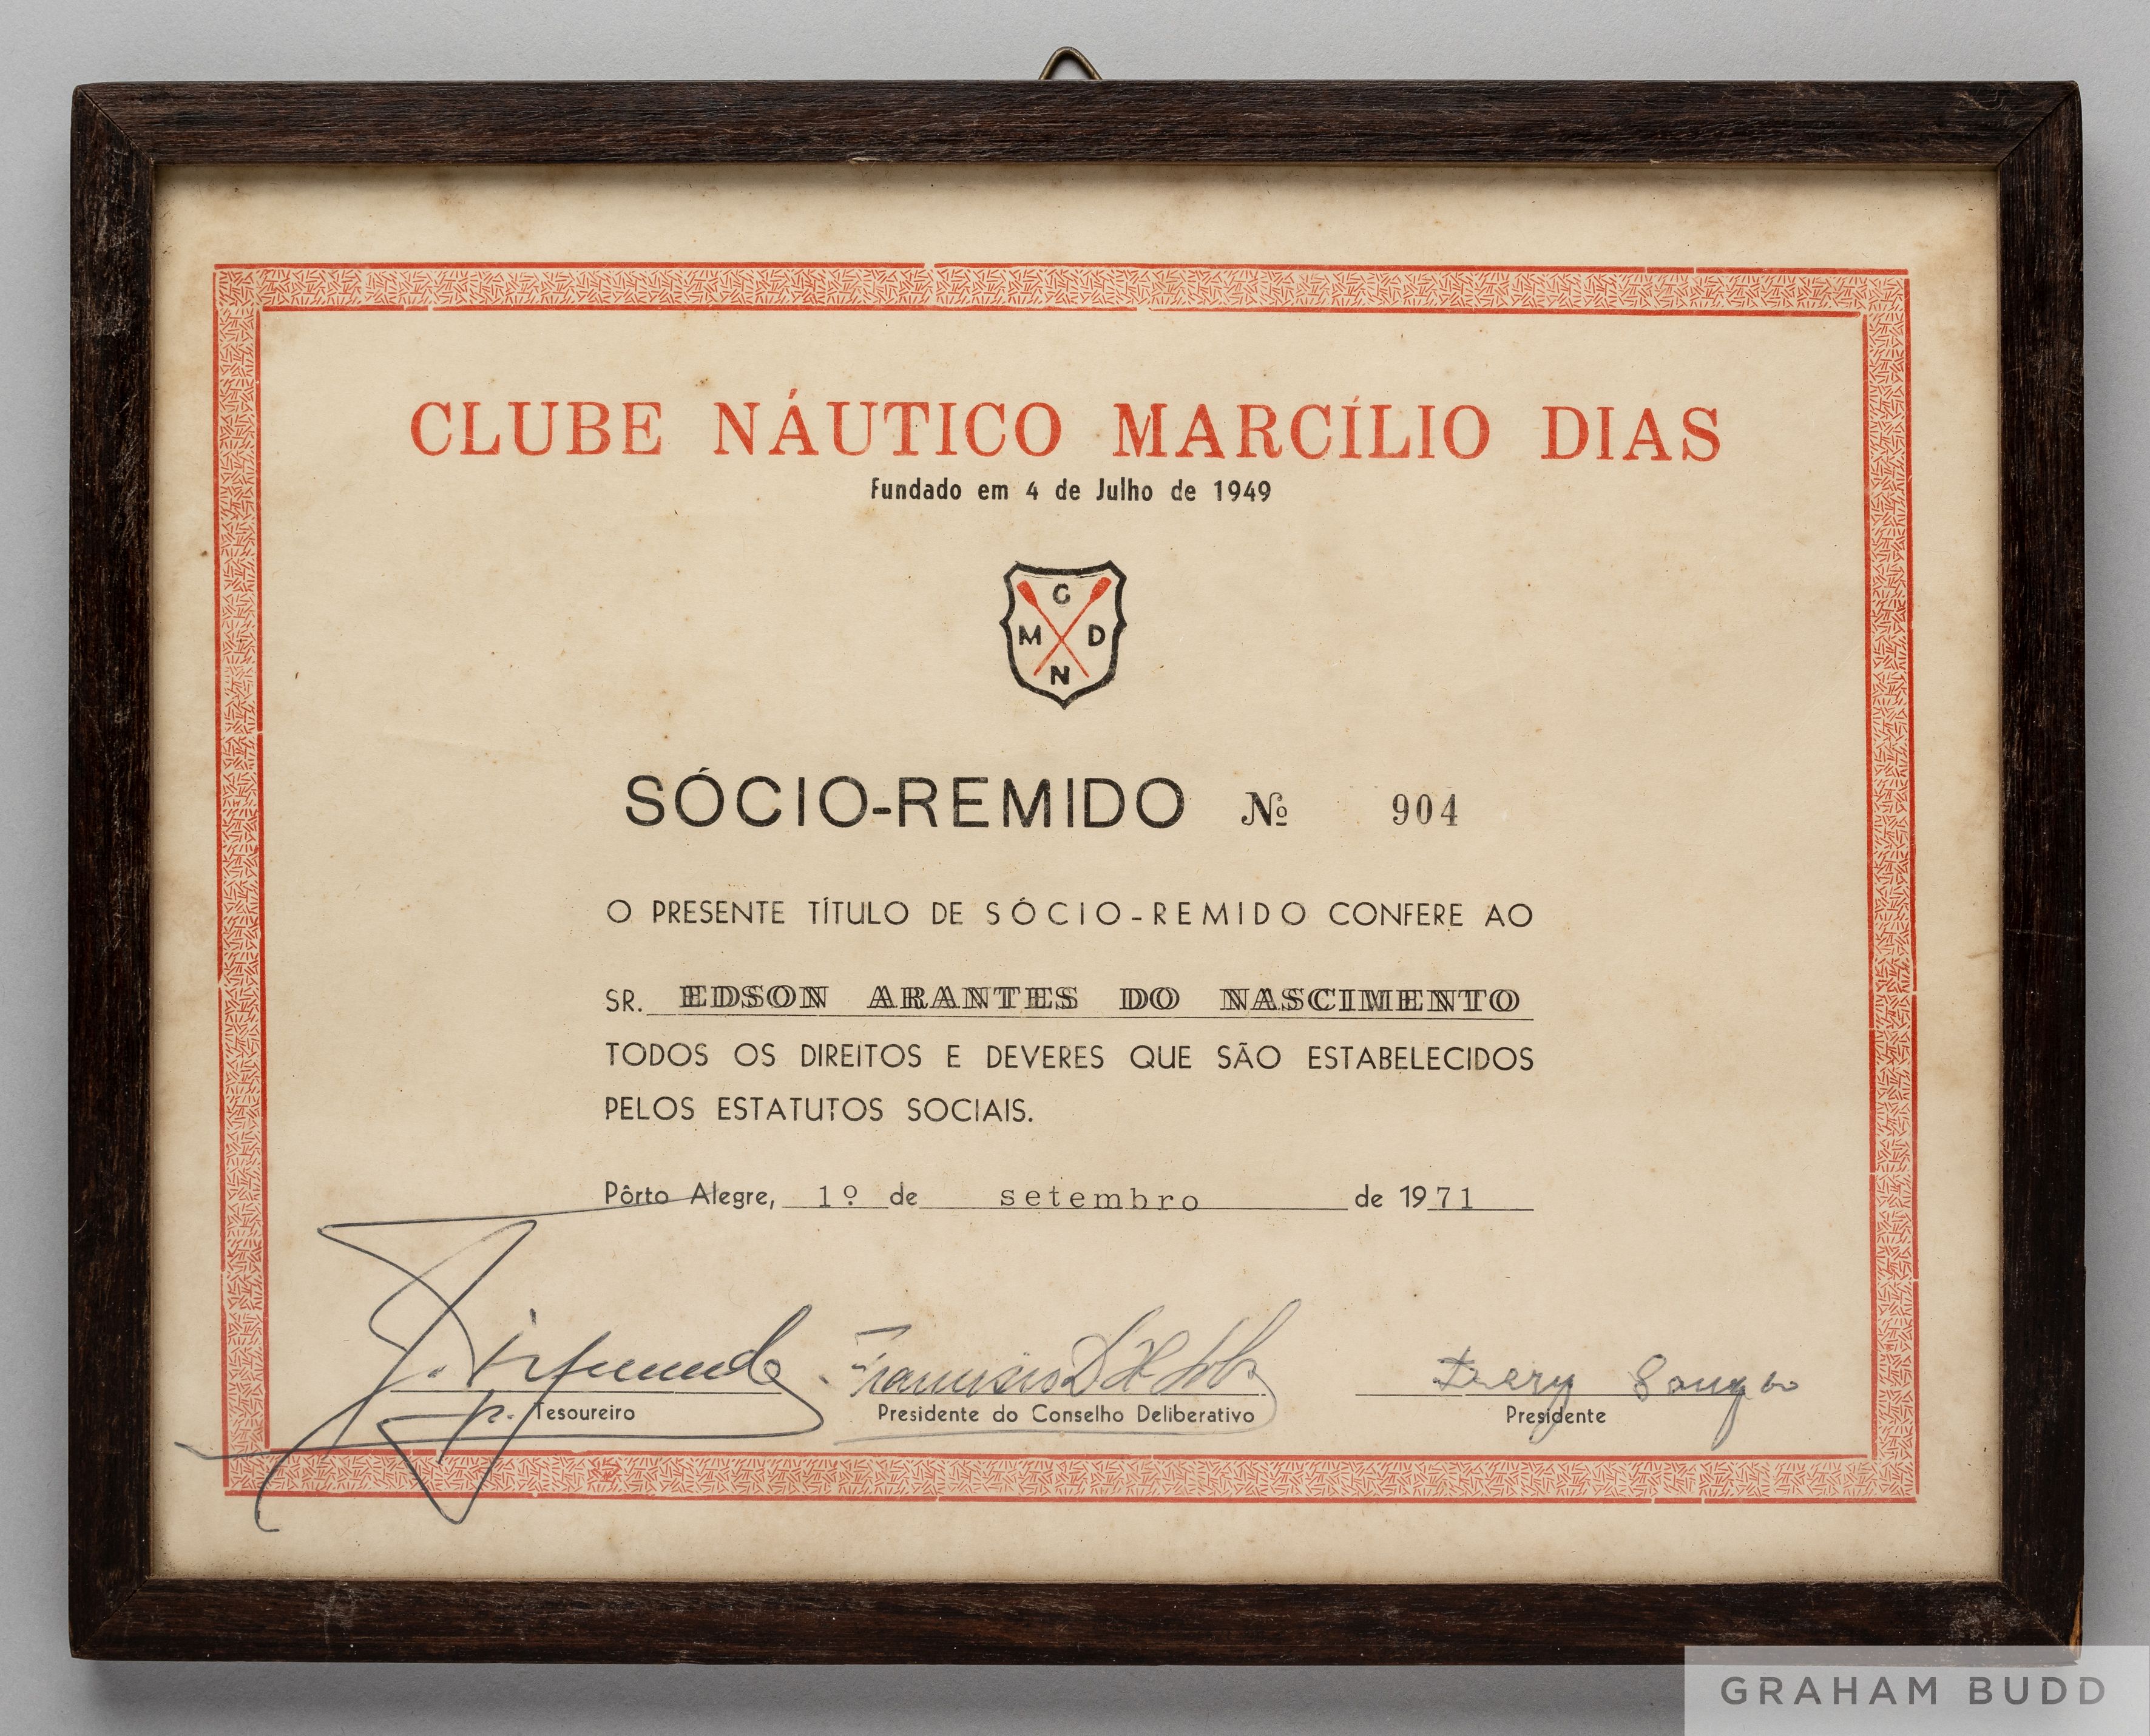 CLUBE NÁUTICO MARCÍLIO DIAS
Fundado em 4 de Julho de 1949
C
M D
N
SÓCIO-REMIDO Nº 904
O PRESENTE TÍTULO DE SÓCIO-REMIDO CONFERE AO
SR. EDSON ARANTES DO NASCIMENTO
TODOS OS DIREITOS E DEVERES QUE SÃO ESTABELECIDOS
PELOS ESTATUTOS SOCIAIS.
Pôrto Alegre, 1º de setembro de 1971
Francisco
p. Tesoureiro Presidente do Conselho Deliberativo Presidente
GRAHAM BUDD